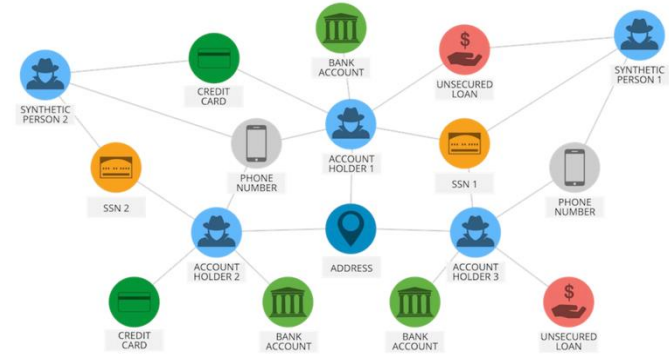 BANK
ACCOUNT
SYNTHETIC
PERSON 1
UNSECURED
LOAN
CREDIT
CARD
SYNTHETIC
PERSON 2
ACCOUNT
HOLDER 1
PHONE
NUMBER
SSN 1
PHONE
NUMBER
SSN 2
ACCOUNT
HOLDER 2
ADDRESS
ACCOUNT
HOLDER 3
CREDIT
CARD
BANK
ACCOUNT
BANK
ACCOUNT
UNSECURED
LOAN
$
$